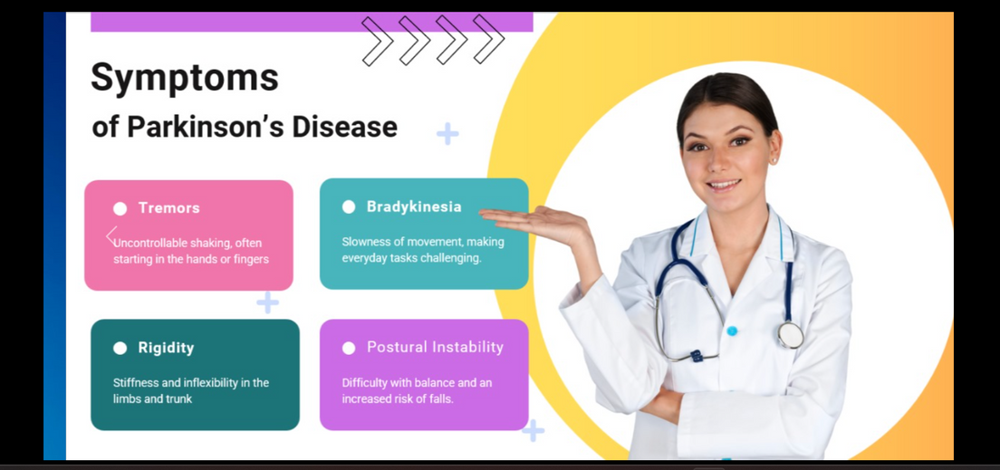 Symptoms
of Parkinson’s Disease
Tremors
Uncontrollable shaking, often
starting in the hands or fingers
Bradykinesia
Slowness of movement, making
everyday tasks challenging.
Rigidity
Stiffness and inflexibility in the
limbs and trunk
Postural Instability
Difficulty with balance and an
increased risk of falls.